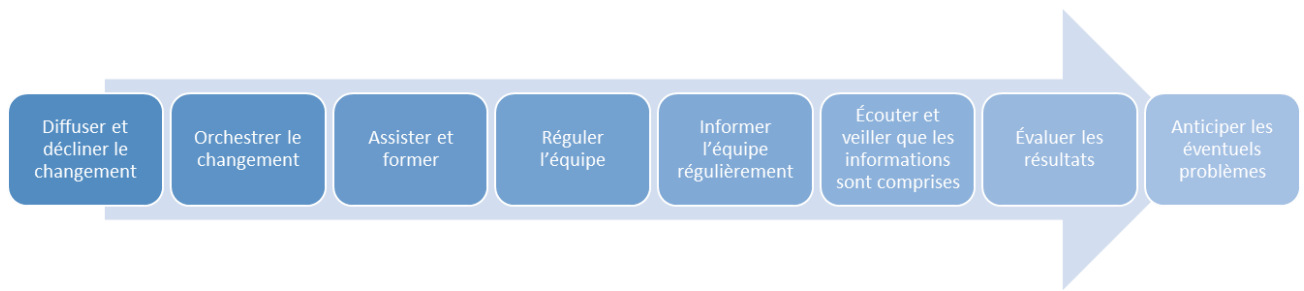 Diffuser et
décliner le
changement
Orchestrer le
changement
Assister et
former
Réguler
l’équipe
Informer
l’équipe
régulièrement
Écouter et
veiller que les
informations
sont comprises
Évaluer les
résultats
Anticiper les
éventuels
problèmes